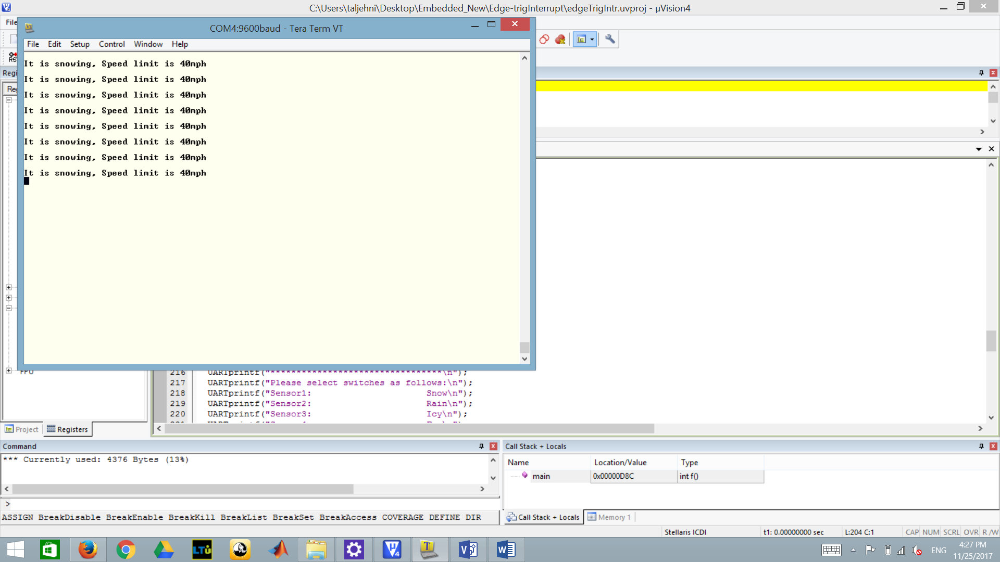 C:\Users\taljehni\Desktop\Embedded_New\Edge-trigInterrupt\edgeTrigIntr.uvproj - µVision4
File
COM4:9600baud - Tera Term VT
File Edit Setup Control Window Help
It is snowing, Speed limit is 40mph
It is snowing, Speed limit is 40mph
It is snowing, Speed limit is 40mph
It is snowing, Speed limit is 40mph
It is snowing, Speed limit is 40mph
It is snowing, Speed limit is 40mph
It is snowing, Speed limit is 40mph
It is snowing, Speed limit is 40mph
RST
Regi
Reg
FPU
216 UARTprintf("*********************************\n");
217 UARTprintf("Please select switches as follows:\n");
218 UARTprintf("Sensor1: Snow\n");
219 UARTprintf("Sensor2: Rain\n");
220 UARTprintf("Sensor3: Icy\n");
Project Registers
Command
*** Currently used: 4376 Bytes (13%)
>
ASSIGN BreakDisable BreakEnable BreakKill BreakList BreakSet BreakAccess COVERAGE DEFINE DIR
Call Stack + Locals
Name Location/Value Type
main 0x00000D8C int f()
Call Stack + Locals Memory 1
Stellaris ICDI t1: 0.00000000 sec L:204 C:1 CAP NUM SCRL OVR R/W
LTU
ENG
4:27 PM
11/25/2017